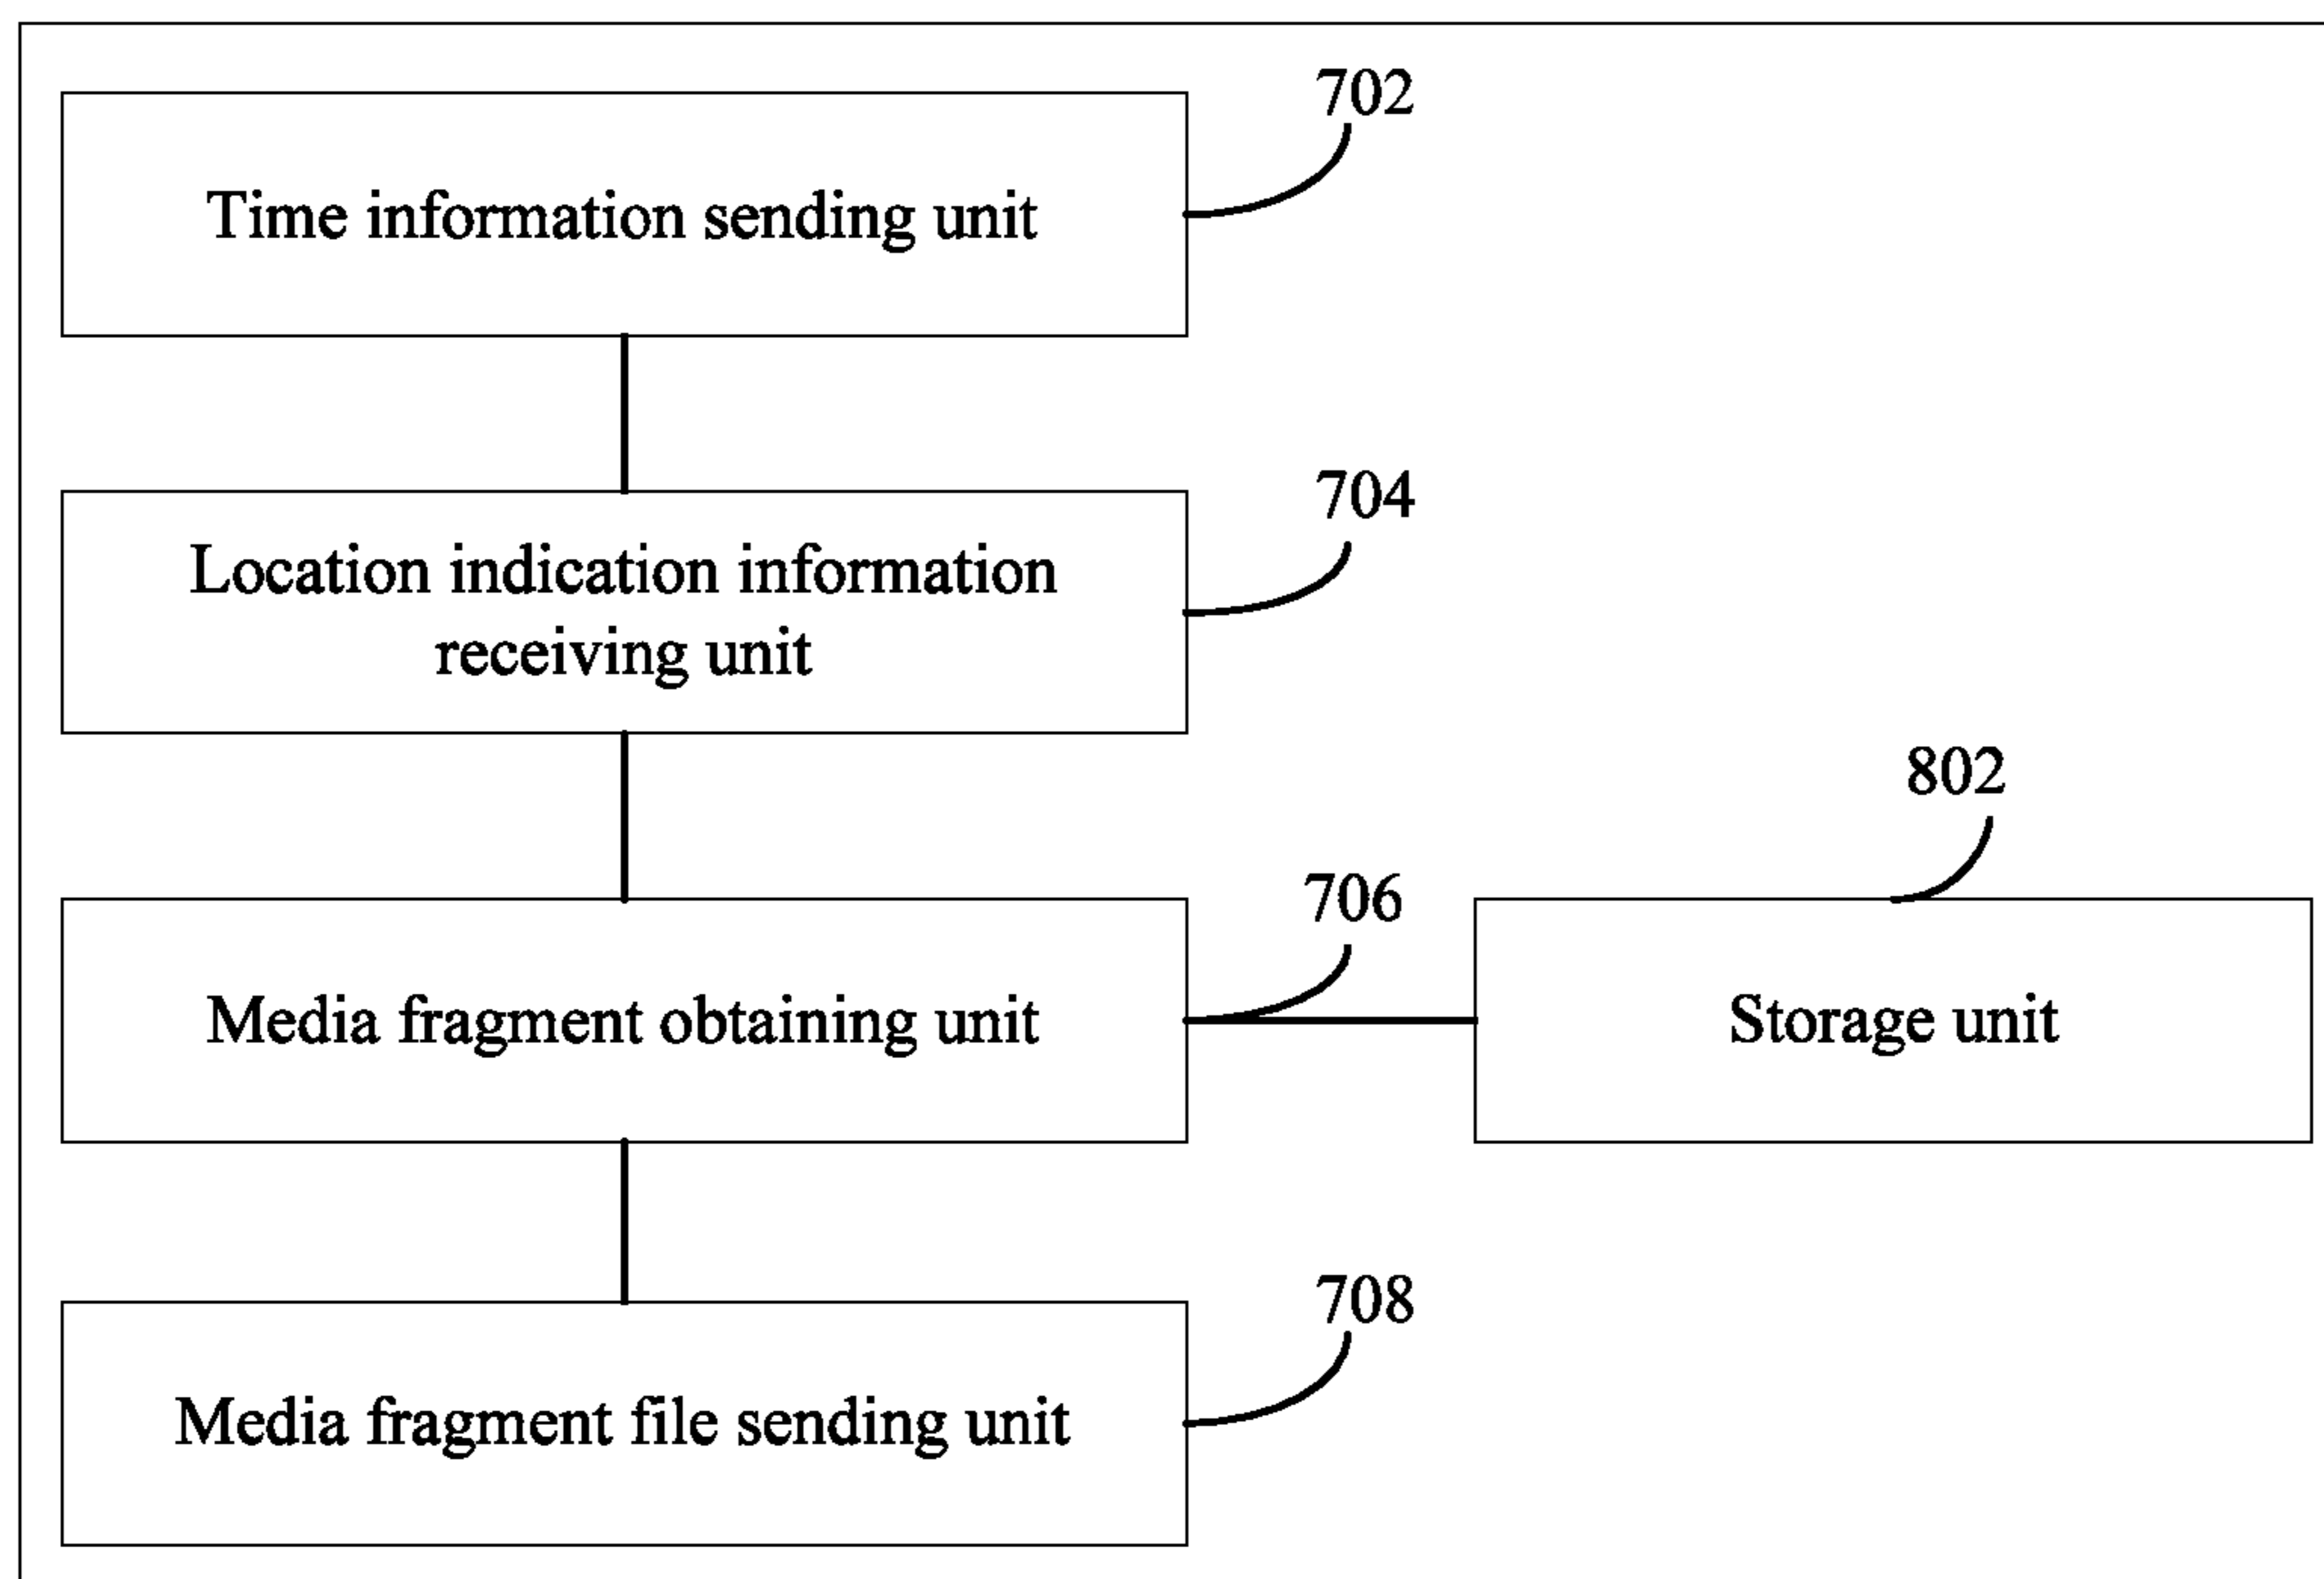 702
Time information sending unit
704
Location indication information
receiving unit
802
706
Media fragment obtaining unit
Storage unit
708
Media fragment file sending unit